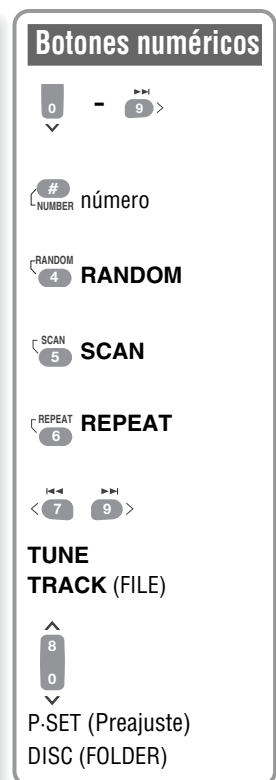 Botones numéricos
0 - 9
# NUMBER número
RANDOM 4 RANDOM
SCAN 5 SCAN
REPEAT 6 REPEAT
7 9
TUNE
TRACK (FILE)
8
0
P·SET (Preajuste)
DISC (FOLDER)